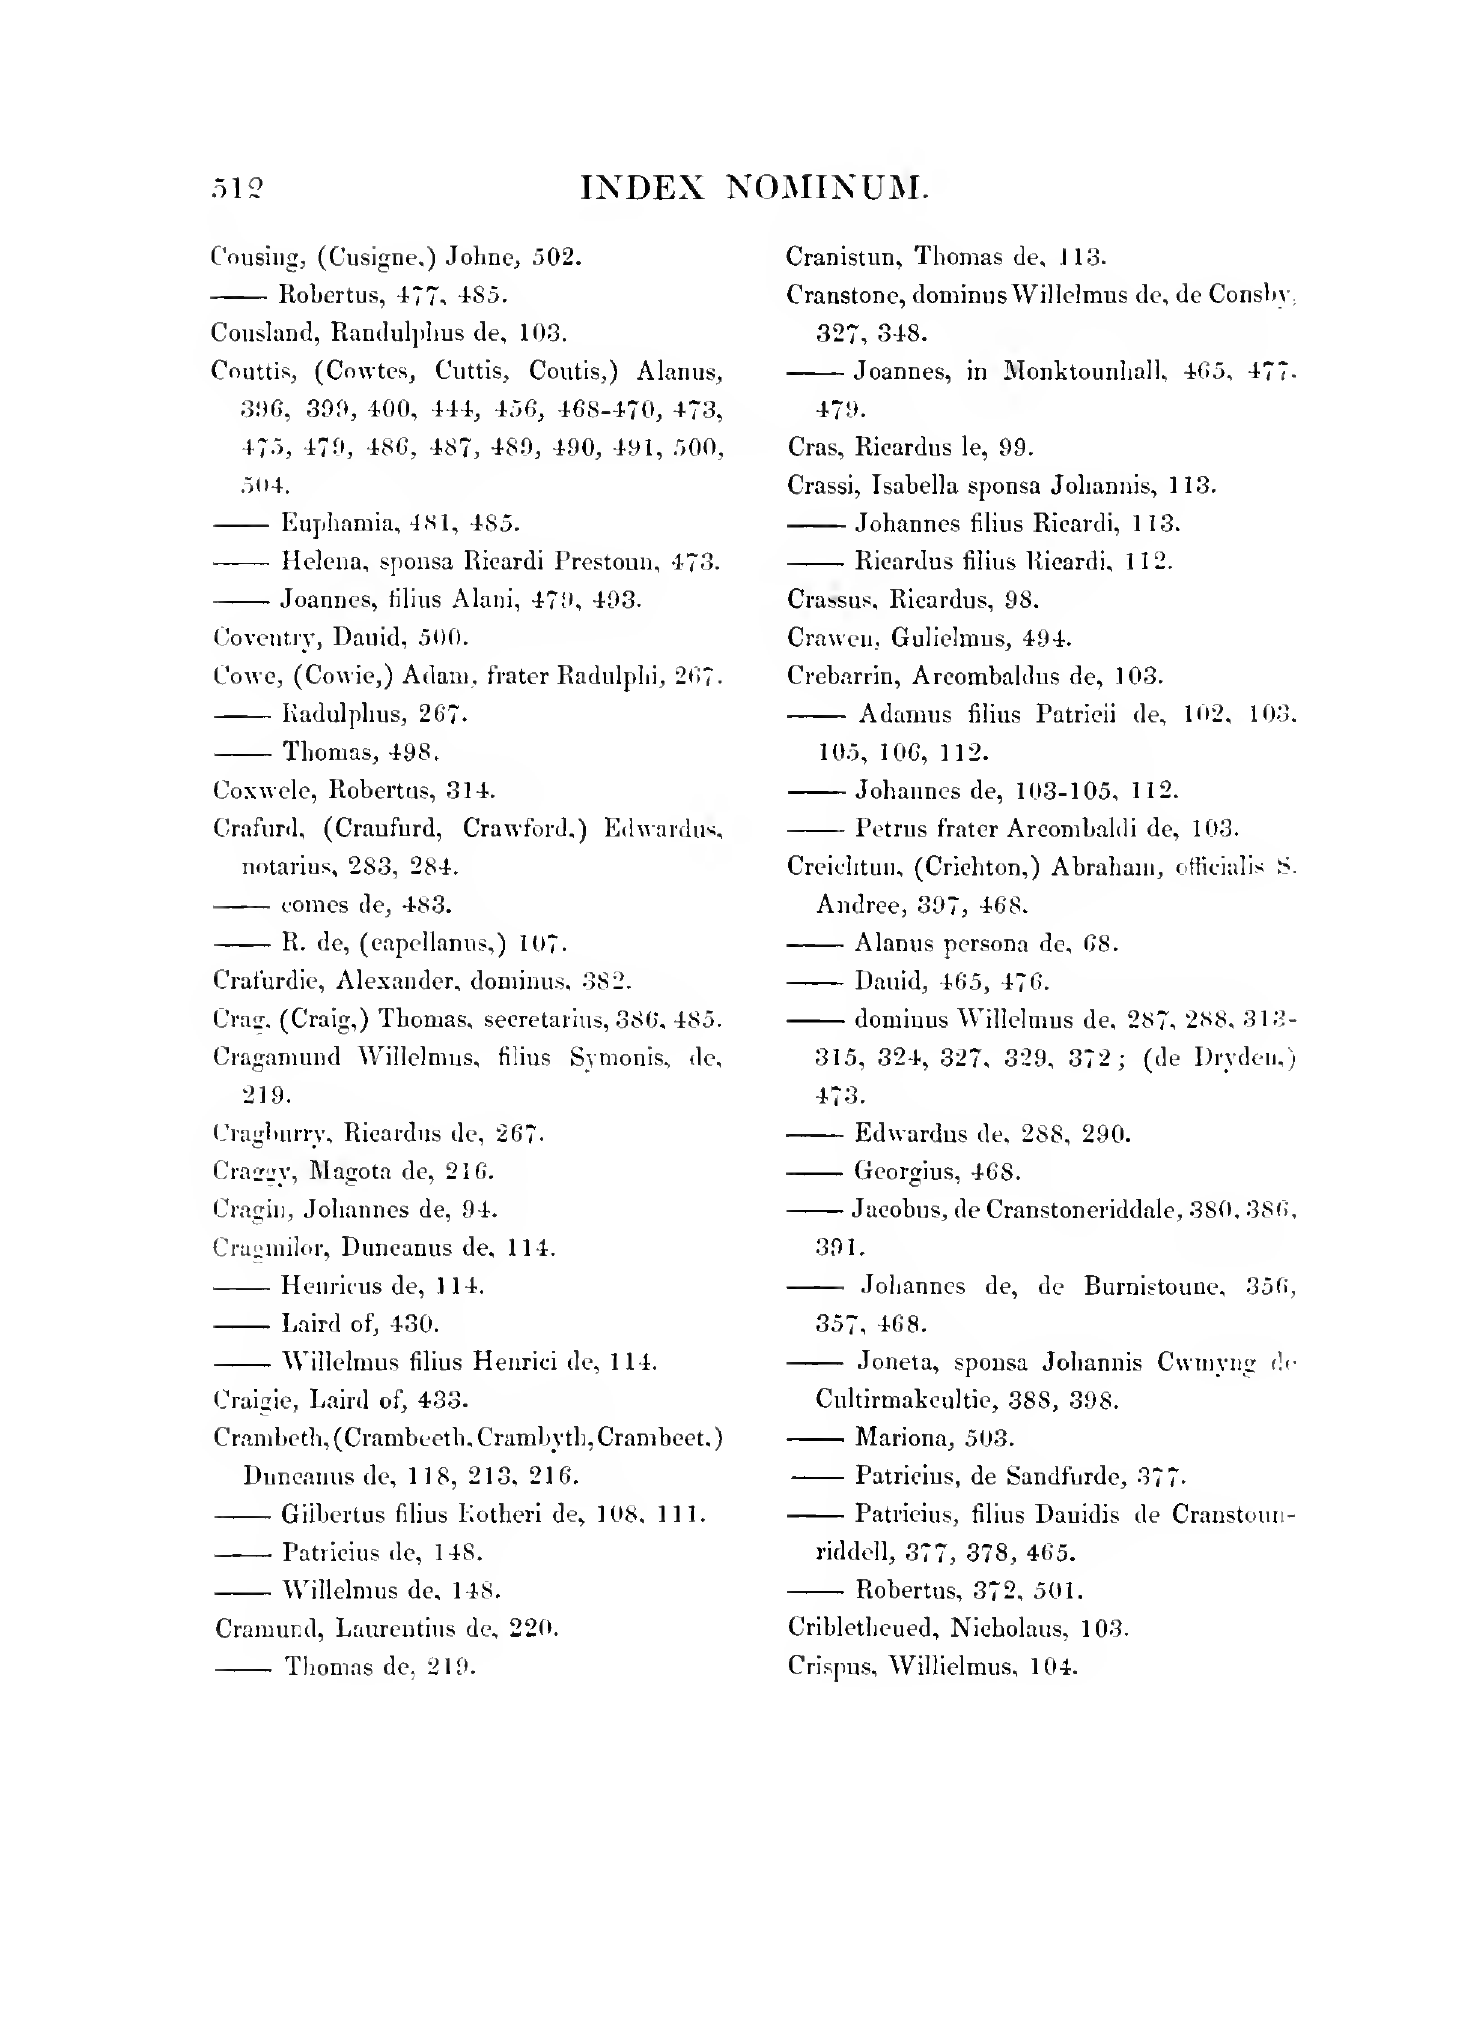 512 INDEX NOMINUM.
Cousing, (Cusigne,) Johne, 502.
—— Robertus, 477, 485.
Cousland, Randulphus de, 103.
Couttis, (Cowtes, Cuttis, Coutis,) Alanus,
396, 399, 400, 444, 456, 468-470, 473,
475, 479, 486, 487, 489, 490, 491, 500,
504.
—— Euphamia, 481, 485.
—— Helena, sponsa Ricardi Prestoun, 473.
—— Joannes, filius Alani, 479, 493.
Coventry, Dauid, 500.
Cowe, (Cowie,) Adam, frater Radulphi, 267.
—— Radulphus, 267.
—— Thomas, 498.
Coxwele, Robertus, 314.
Crafurd, (Craufurd, Crawford,) Edwardus,
notarius, 283, 284.
—— comes de, 483.
—— R. de, (capellanus,) 107.
Crafurdie, Alexander, dominus, 382.
Crag, (Craig,) Thomas, secretarius, 386, 485.
Cragamund Willelmus, filius Symonis, de,
219.
Cragburry, Ricardus de, 267.
Craggy, Magota de, 216.
Cragin, Johannes de, 94.
Cragmilor, Duncanus de, 114.
—— Henricus de, 114.
—— Laird of, 430.
—— Willelmus filius Henrici de, 114.
Craigie, Laird of, 433.
Crambeth, (Crambeeth, Crambyth, Crambeet,)
Duncanus de, 118, 213, 216.
—— Gilbertus filius Rotheri de, 108, 111.
—— Patricius de, 148.
—— Willelmus de, 148.
Cramund, Laurentius de, 220.
—— Thomas de, 219.
Cranistun, Thomas de, 113.
Cranstone, dominus Willelmus de, de Consby,
327, 348.
—— Joannes, in Monktounhall, 465, 477,
479.
Cras, Ricardus le, 99.
Crassi, Isabella sponsa Johannis, 113.
—— Johannes filius Ricardi, 113.
—— Ricardus filius Ricardi, 112.
Crassus, Ricardus, 98.
Crawen, Gulielmus, 494.
Crebarrin, Arcombaldus de, 103.
—— Adamus filius Patricii de, 102, 103,
105, 106, 112.
—— Johannes de, 103-105, 112.
—— Petrus frater Arcombaldi de, 103.
Creichtun, (Crichton,) Abraham, officialis S.
Andree, 397, 468.
—— Alanus persona de, 68.
—— Dauid, 465, 476.
—— dominus Willelmus de, 287, 288, 313-
315, 324, 327, 329, 372; (de Dryden,)
473.
—— Edwardus de, 288, 290.
—— Georgius, 468.
—— Jacobus, de Cranstoneriddale, 380, 386,
391.
—— Johannes de, de Burnistoune, 356,
357, 468.
—— Joneta, sponsa Johannis Cwmyng de
Cultirmakcultie, 388, 398.
—— Mariona, 503.
—— Patricius, de Sandfurde, 377.
—— Patricius, filius Dauidis de Cranstoun-
riddell, 377, 378, 465.
—— Robertus, 372, 501.
Cribletheued, Nicholaus, 103.
Crispus, Willielmus, 104.